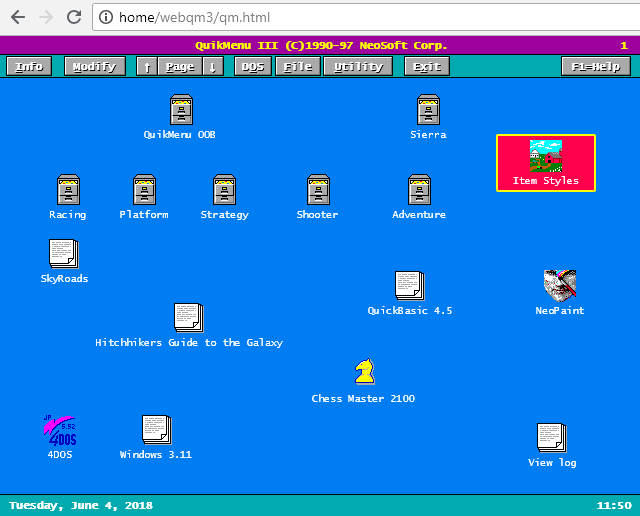 home/webqm3/qm.html
QuikMenu III (C)1990-97 NeoSoft Corp. 1
Info Modify ↑ Page ↓ DOS File Utility Exit F1=Help
QuikMenu OOB Sierra
Item Styles
Racing Platform Strategy Shooter Adventure
SkyRoads
QuickBasic 4.5 NeoPaint
Hitchhikers Guide to the Galaxy
Chess Master 2100
JP
5.52
4DOS
4DOS Windows 3.11
View log
Tuesday, June 4, 2018 11:50